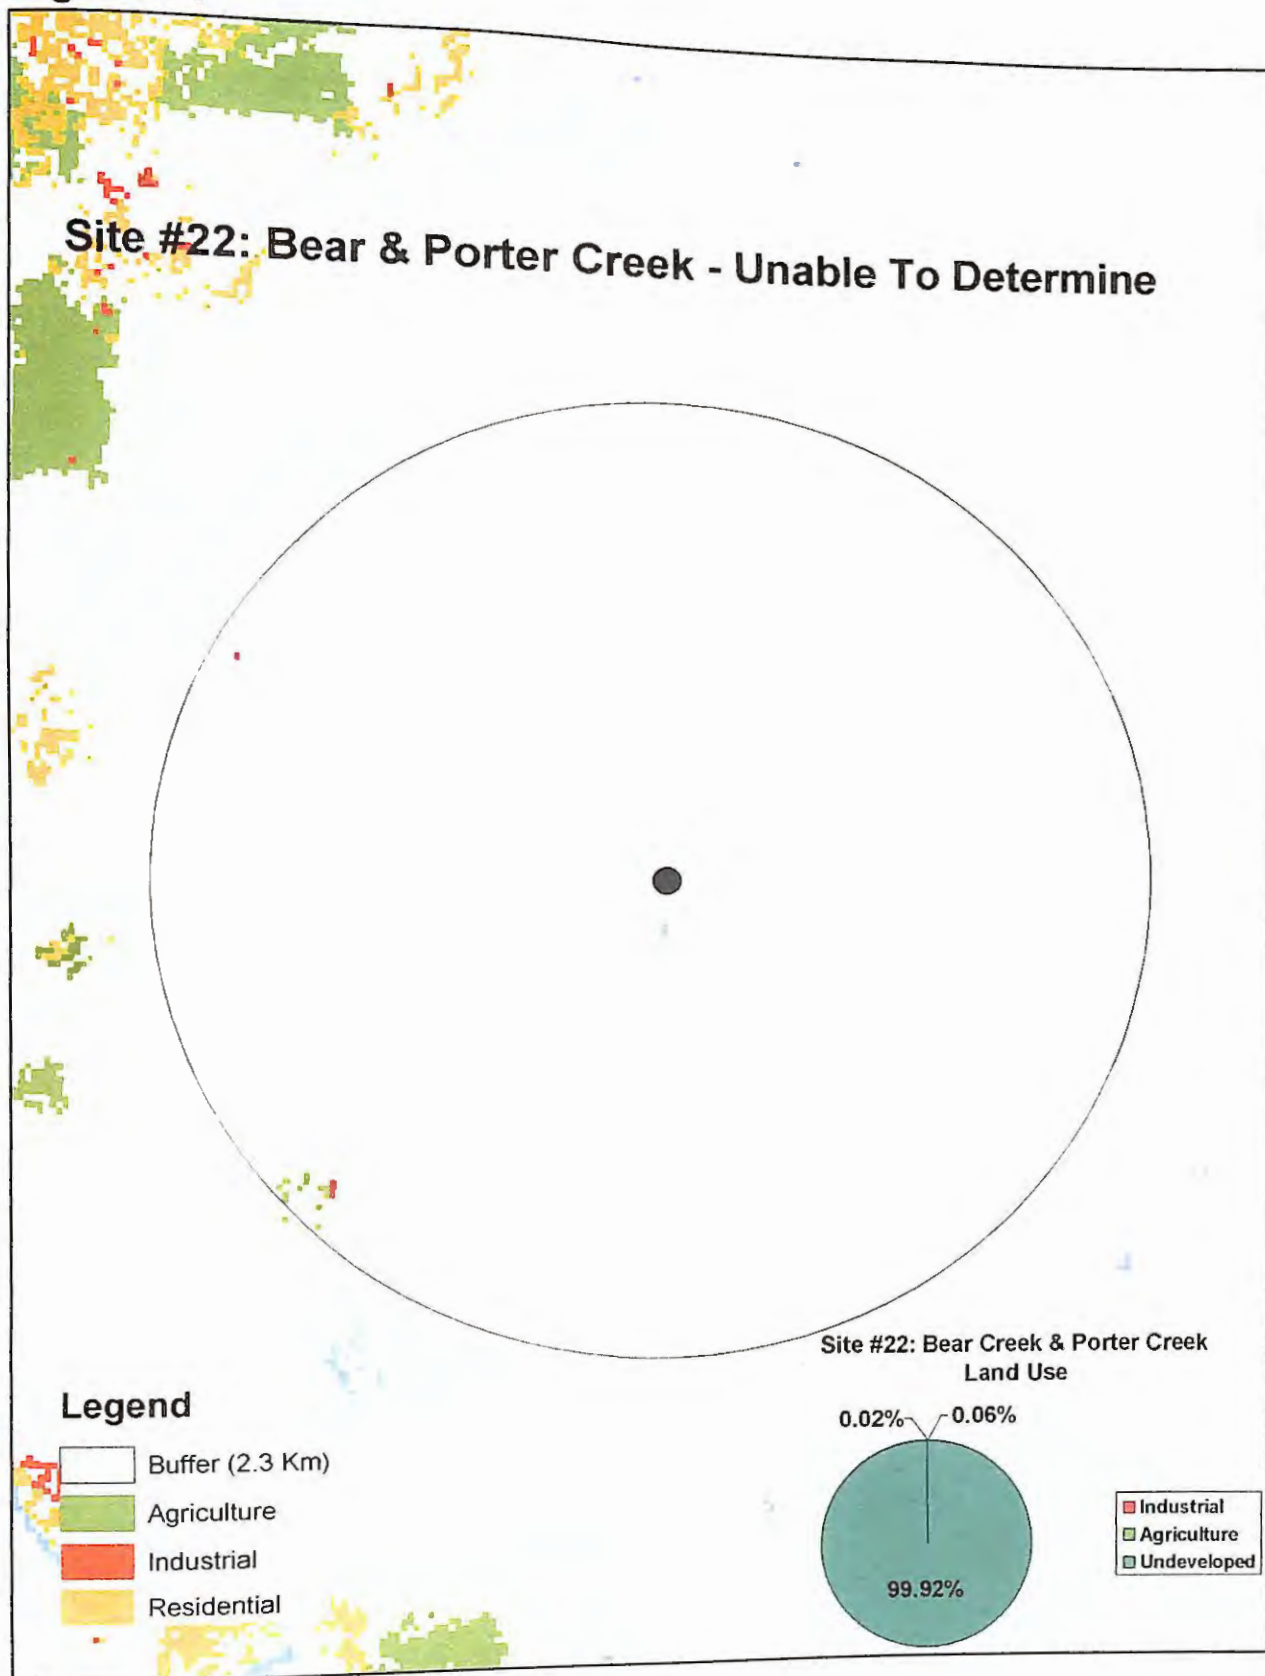 Site #22: Bear & Porter Creek - Unable To Determine
Site #22: Bear Creek & Porter Creek
Land Use
0.02%
0.06%
99.92%
Industrial
Agriculture
Undeveloped
Legend
Buffer (2.3 Km)
Agriculture
Industrial
Residential